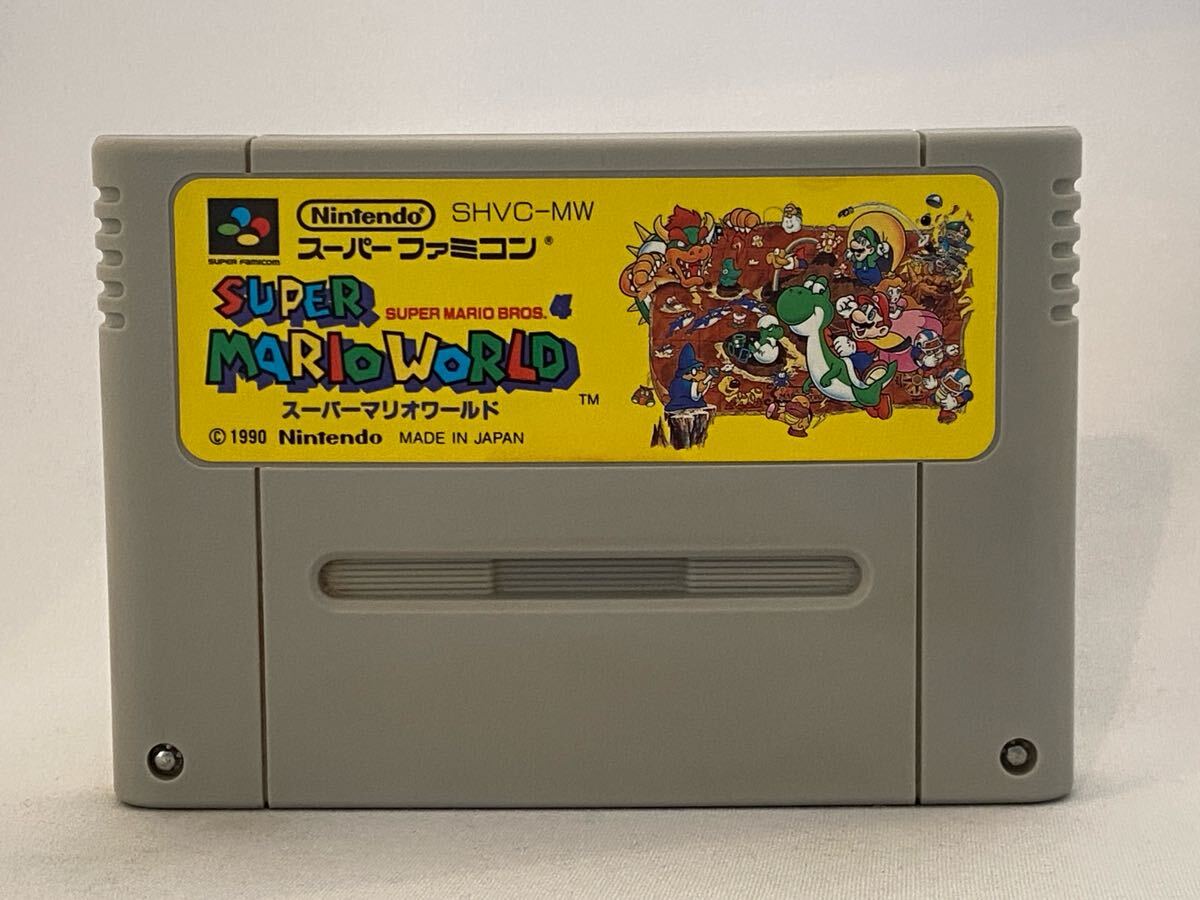 Nintendo SHVC-MW
スーパーファミコン®
SUPER FAMICOM
SUPER MARIO BROS. 4
SUPER
MARIO WORLD
™
スーパーマリオワールド
© 1990 Nintendo MADE IN JAPAN